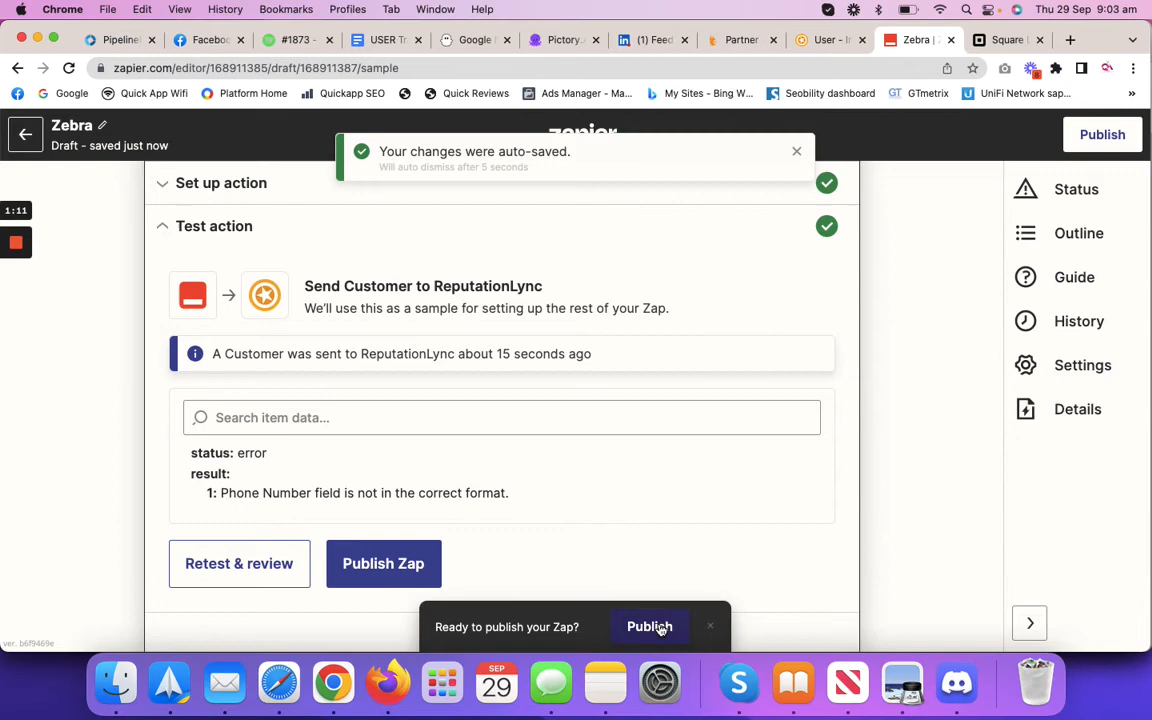 Chrome File Edit View History Bookmarks Profiles Tab Window Help Thu 29 Sep 9:03 am
Pipeline Faceboo #1873 - USER Tr Google Pictory. (1) Feed Partner User - I Zebra | Square
zapier.com/editor/168911385/draft/168911387/sample
8
Google Quick App Wifi Platform Home Quickapp SEO Quick Reviews Ads Manager - Ma... My Sites - Bing W... Seobility dashboard GTmetrix UniFi Network sap... »
Zebra
Draft - saved just now
zapier
Publish
Your changes were auto-saved.
Will auto dismiss after 5 seconds
Set up action
Status
1:11
Test action
Outline
Send Customer to ReputationLync
We'll use this as a sample for setting up the rest of your Zap.
Guide
History
A Customer was sent to ReputationLync about 15 seconds ago
Settings
Search item data...
Details
status: error
result:
1: Phone Number field is not in the correct format.
Retest & review
Publish Zap
Ready to publish your Zap?
Publish
ver. b6f9469e
SEP
29